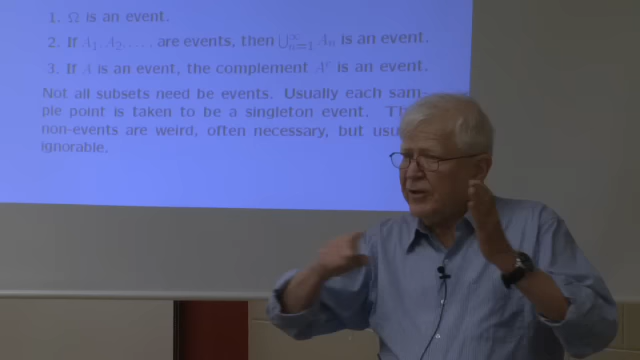 1. Ω is an event.
2. If A₁, A₂, . . . , are events, then ⋃ₙ₌₁^∞ Aₙ is an event.
3. If A is an event, the complement Aᶜ is an event.
Not all subsets need be events. Usually each sam-
ple point is taken to be a singleton event.
non-events are weird, often necessary, but
ignorable.